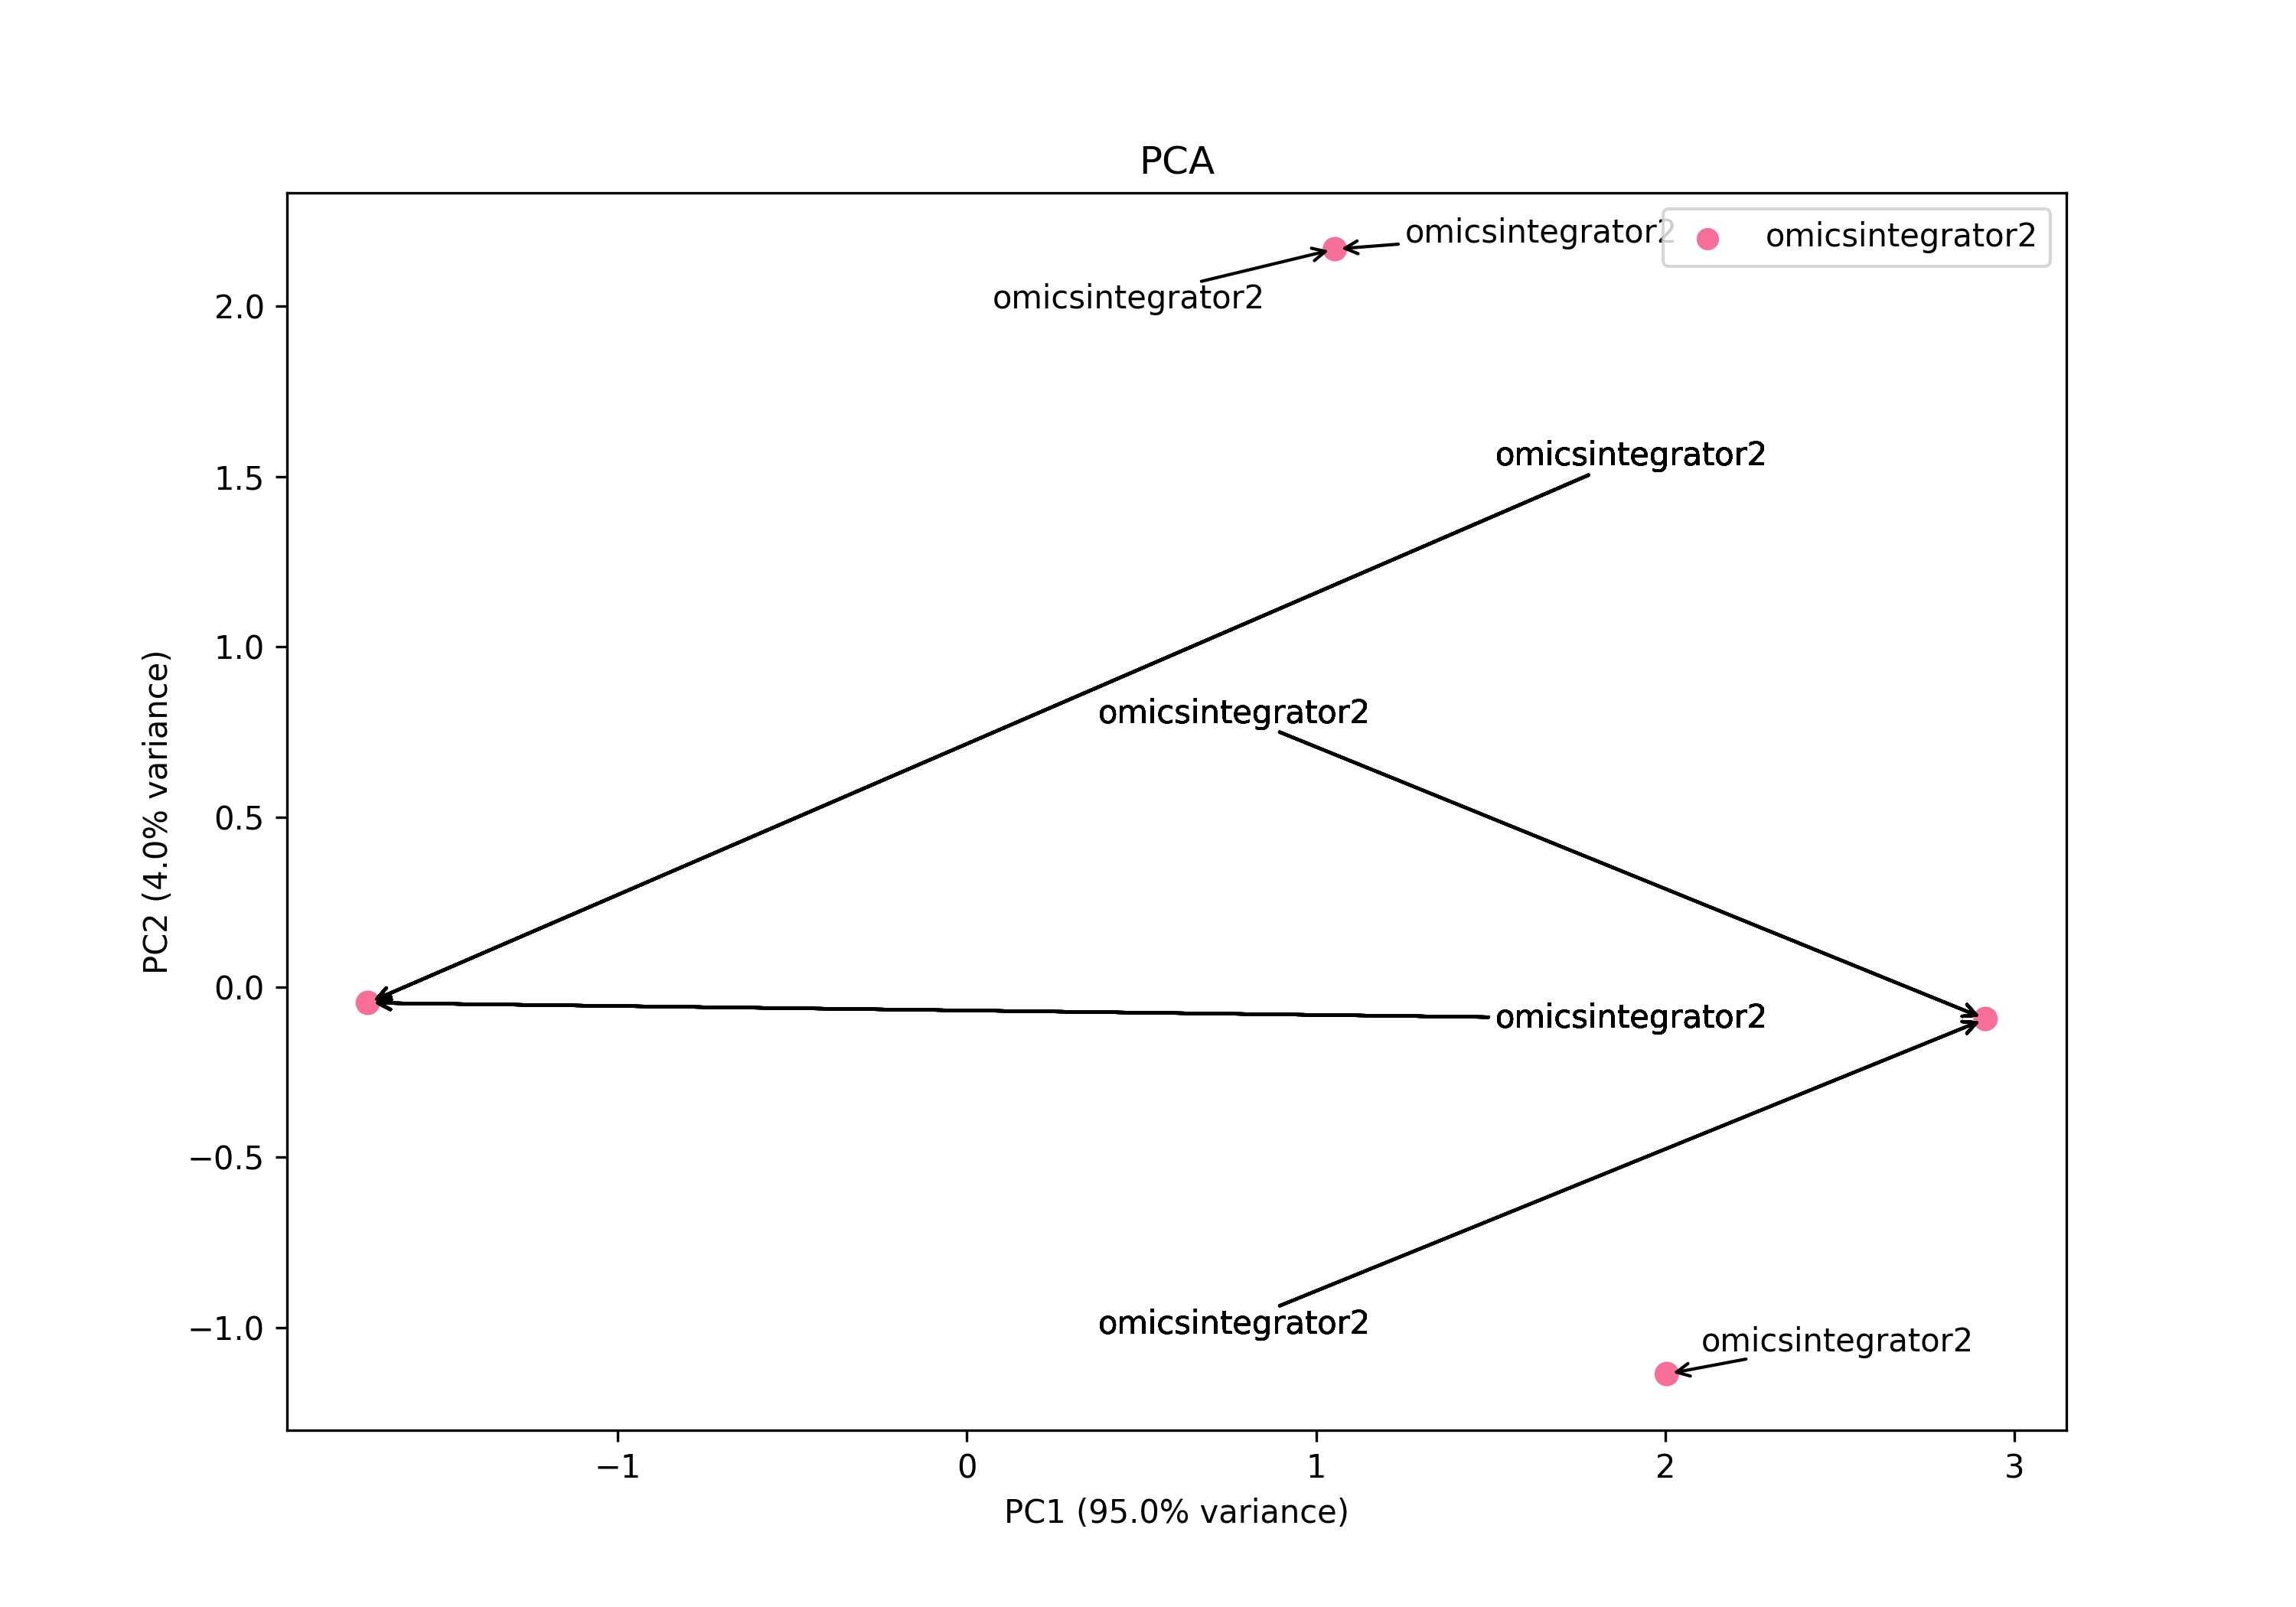 PCA
omicsintegrator2
omicsintegrator2
omicsintegrator2
omicsintegrator2
omicsintegrator2
omicsintegrator2
omicsintegrator2
omicsintegrator2
2.0
1.5
1.0
0.5
0.0
−0.5
−1.0
PC2 (4.0% variance)
−1 0 1 2 3
PC1 (95.0% variance)